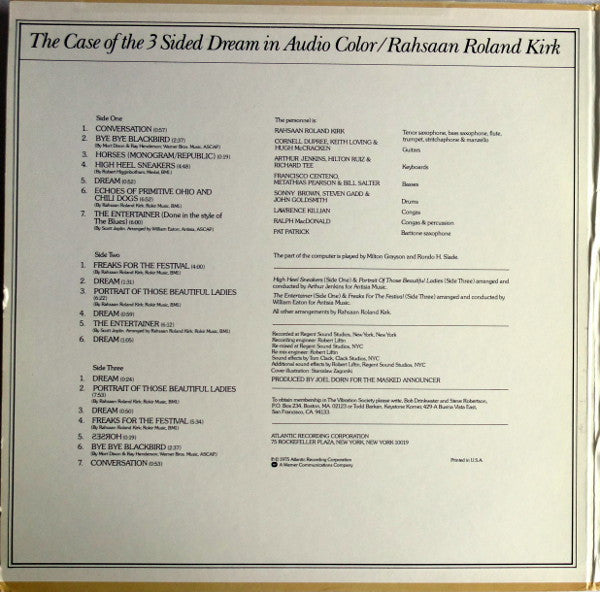 The Case of the 3 Sided Dream in Audio Color/Rahsaan Roland Kirk
Side One
1. CONVERSATION (0:57)
2. BYE BYE BLACKBIRD (2:37)
(By Mort Dixon & Ray Henderson, Warner Bros. Music, ASCAP)
3. HORSES (MONOGRAM/REPUBLIC) (0:19)
4. HIGH HEEL SNEAKERS (4:48)
(By Robert Higginbotham, Medal, BMI)
5. DREAM (0:52)
6. ECHOES OF PRIMITIVE OHIO AND
CHILI DOGS (6:52)
(By Rahsaan Roland Kirk, Rokir Music, BMI)
7. THE ENTERTAINER (Done in the style of
The Blues) (6:00)
(By Scott Joplin, Arranged by William Eaton, Antisia, ASCAP)
Side Two
1. FREAKS FOR THE FESTIVAL (4:00)
(By Rahsaan Roland Kirk, Rokir Music, BMI)
2. DREAM (1:31)
3. PORTRAIT OF THOSE BEAUTIFUL LADIES
(6:22)
(By Rahsaan Roland Kirk, Rokir Music, BMI)
4. DREAM (0:59)
5. THE ENTERTAINER (6:12)
(By Scott Joplin, Arranged by Rahsaan Roland Kirk, Rokir Music, BMI)
6. DREAM (1:05)
Side Three
1. DREAM (0:24)
2. PORTRAIT OF THOSE BEAUTIFUL LADIES
(7:53)
(By Rahsaan Roland Kirk, Rokir Music, BMI)
3. DREAM (0:50)
4. FREAKS FOR THE FESTIVAL (5:34)
(By Rahsaan Roland Kirk, Rokir Music, BMI)
5. HORSES (0:19)
6. BYE BYE BLACKBIRD (2:37)
(By Mort Dixon & Ray Henderson, Warner Bros. Music, ASCAP)
7. CONVERSATION (0:53)
The personnel is:
RAHSAAN ROLAND KIRK Tenor saxophone, bass saxophone, flute,
trumpet, stritchaphone & manzello
CORNELL DUPREE, KEITH LOVING &
HUGH McCRACKEN Guitars
ARTHUR JENKINS, HILTON RUIZ &
RICHARD TEE Keyboards
FRANCISCO CENTENO,
METATHIAS PEARSON & BILL SALTER Basses
SONNY BROWN, STEVEN GADD &
JOHN GOLDSMITH Drums
LAWRENCE KILLIAN Congas
RALPH MacDONALD Congas & percussion
PAT PATRICK Baritone saxophone
The part of the computer is played by Milton Grayson and Rondo H. Slade.
High Heel Sneakers (Side One) & Portrait Of Those Beautiful Ladies (Side Three) arranged and
conducted by Arthur Jenkins for Antisia Music.
The Entertainer (Side One) & Freaks For The Festival (Side Three) arranged and conducted by
William Eaton for Antisia Music.
All other arrangements by Rahsaan Roland Kirk.
Recorded at Regent Sound Studios, New York, New York
Recording engineer: Robert Liftin
Re-mixed at Regent Sound Studios, NYC
Re-mix engineer: Robert Liftin
Sound effects by Tom Clack, Clack Studios, NYC
Additional sound effects by Robert Liftin, Regent Sound Studios, NYC
Cover illustration: Stanislaw Zagorski
PRODUCED BY JOEL DORN FOR THE MASKED ANNOUNCER
To obtain membership in The Vibration Society please write, Bob Drinkwater and Steve Robertson,
P.O. Box 234, Boston, MA. 02123 or Todd Barkan, Keystone Korner, 429-A Buena Vista East,
San Francisco, CA. 94133.
ATLANTIC RECORDING CORPORATION
75 ROCKEFELLER PLAZA, NEW YORK, NEW YORK 10019
℗© 1975 Atlantic Recording Corporation
A Warner Communications Company
Printed in U.S.A.